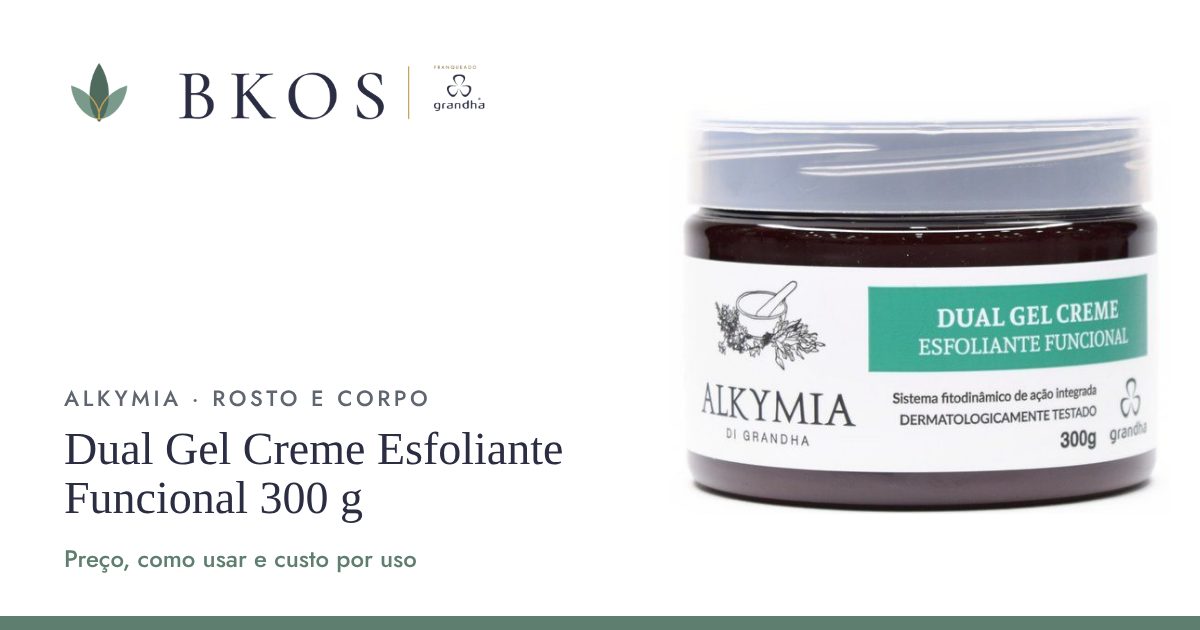 BKOS
FRANQUEADO
grandha
ALKYMIA · ROSTO E CORPO
Dual Gel Creme Esfoliante
Funcional 300 g
Preço, como usar e custo por uso
DUAL GEL CREME
ESFOLIANTE FUNCIONAL
ALKYMIA
DI GRANDHA
Sistema fitodinâmico de ação integrada
DERMATOLOGICAMENTE TESTADO
300g
grandha